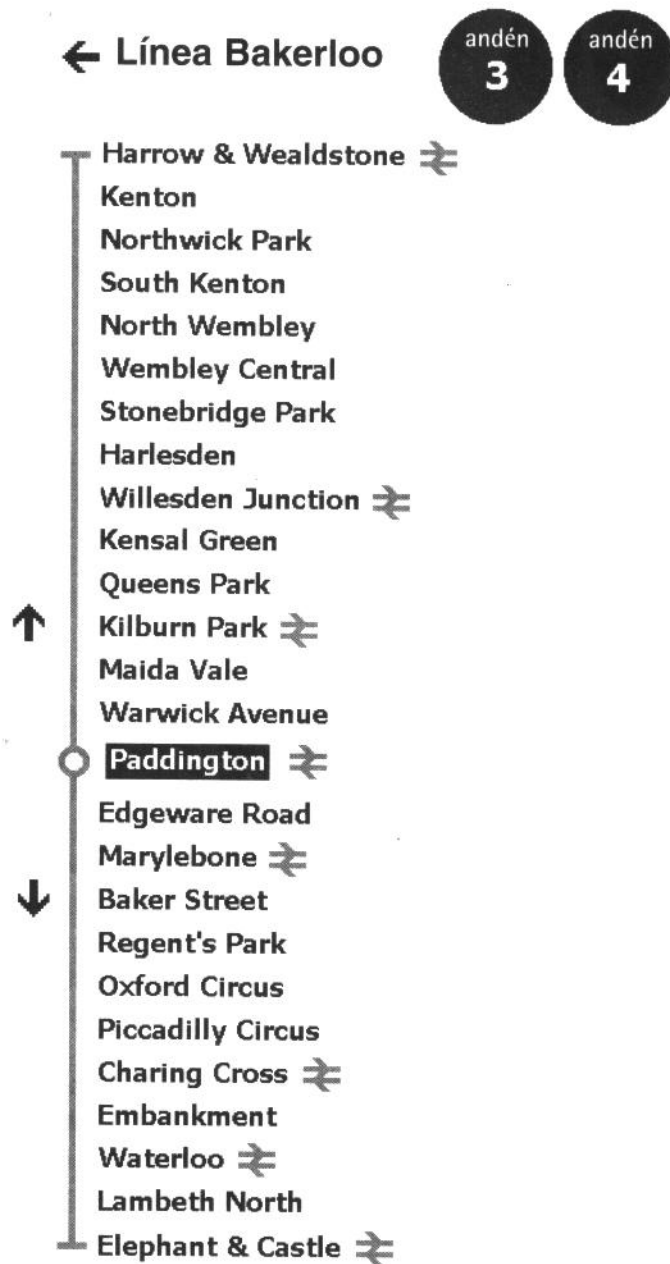 Línea Bakerloo
andén
3
andén
4
Harrow & Wealdstone
Kenton
Northwick Park
South Kenton
North Wembley
Wembley Central
Stonebridge Park
Harlesden
Willesden Junction
Kensal Green
Queens Park
Kilburn Park
Maida Vale
Warwick Avenue
Paddington
Edgeware Road
Marylebone
Baker Street
Regent's Park
Oxford Circus
Piccadilly Circus
Charing Cross
Embankment
Waterloo
Lambeth North
Elephant & Castle